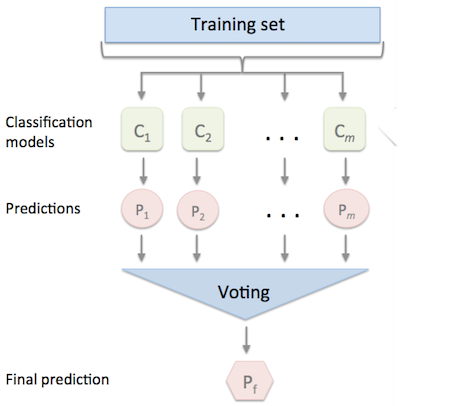 Training set
Classification
models
C1 C2 . . . Cm
Predictions
P1 P2 . . . Pm
Voting
Final prediction
Pf